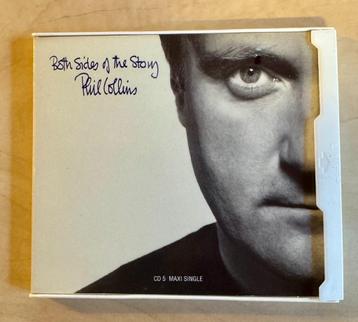 Both Sides of the Story
Phil Collins
CD 5 MAXI SINGLE